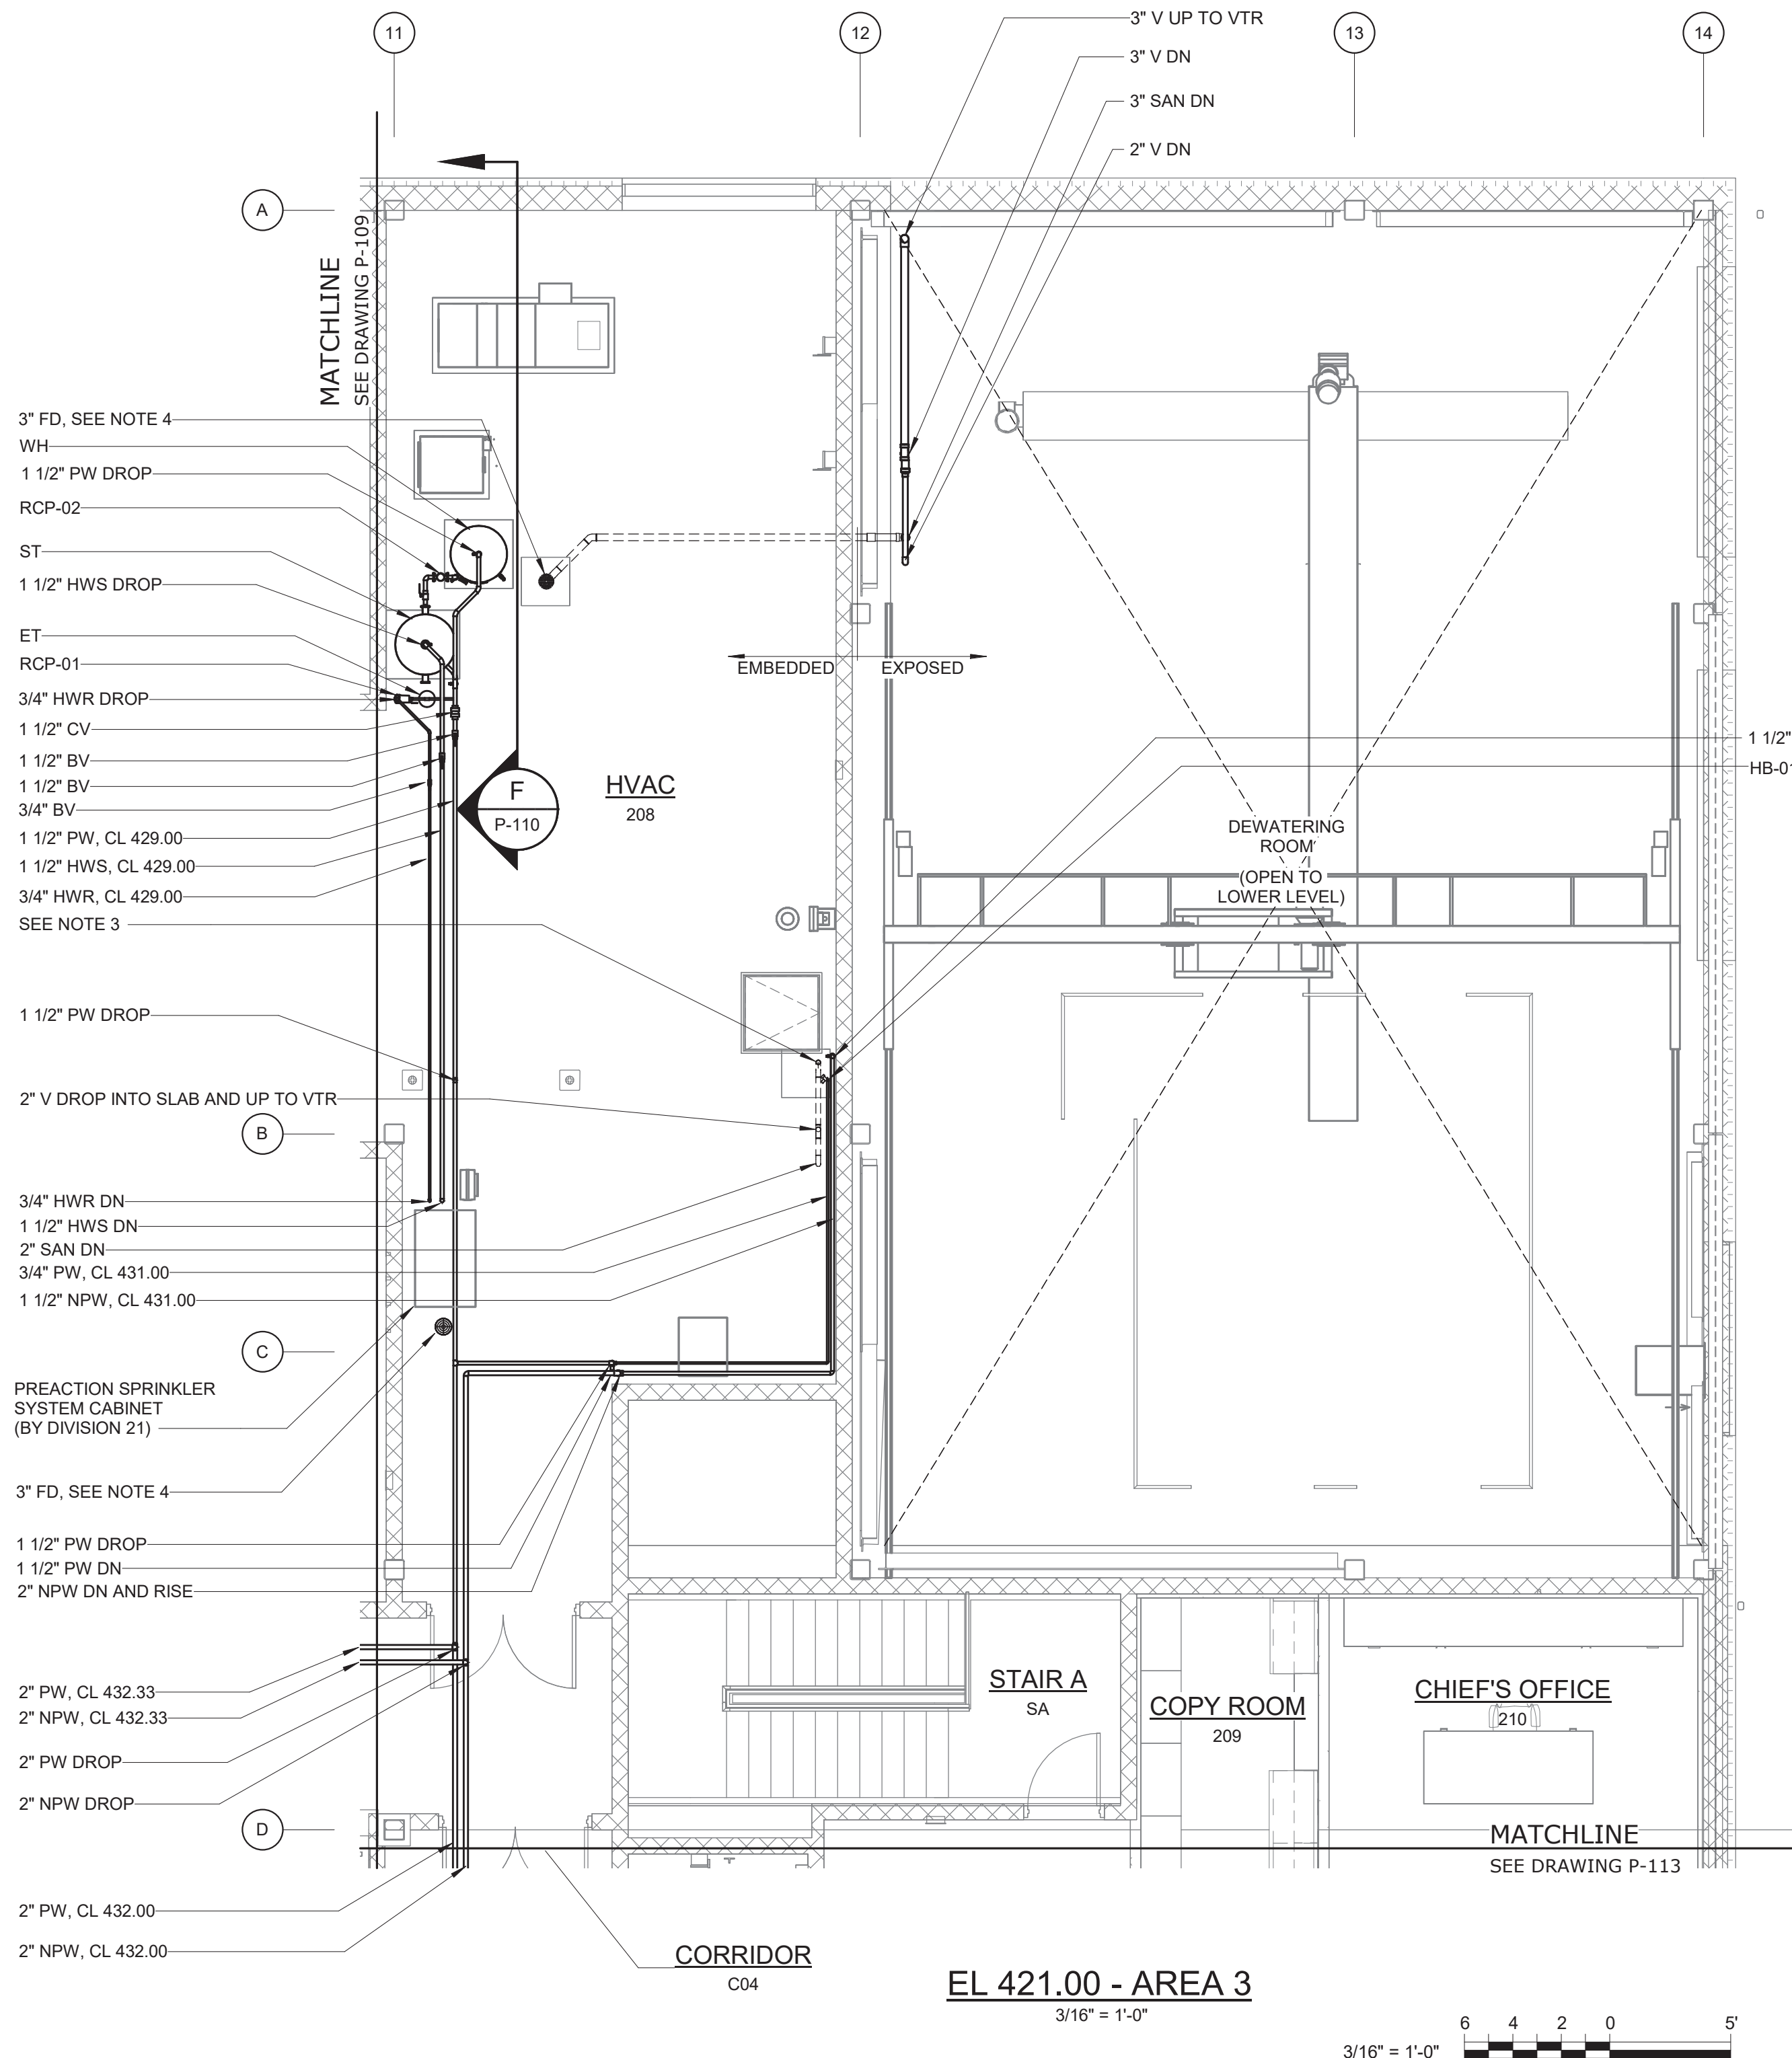 11
12
13
14
3" V UP TO VTR
3" V DN
3" SAN DN
2" V DN
A
MATCHLINE
SEE DRAWING P-109
3" FD, SEE NOTE 4
WH
1 1/2" PW DROP
RCP-02
ST
1 1/2" HWS DROP
ET
RCP-01
3/4" HWR DROP
1 1/2" CV
1 1/2" BV
1 1/2" BV
3/4" BV
1 1/2" PW, CL 429.00
1 1/2" HWS, CL 429.00
3/4" HWR, CL 429.00
SEE NOTE 3
EMBEDDED
EXPOSED
F
P-110
HVAC
208
1 1/2"
HB-01
DEWATERING
ROOM
(OPEN TO
LOWER LEVEL)
1 1/2" PW DROP
2" V DROP INTO SLAB AND UP TO VTR
B
3/4" HWR DN
1 1/2" HWS DN
2" SAN DN
3/4" PW, CL 431.00
1 1/2" NPW, CL 431.00
C
PREACTION SPRINKLER
SYSTEM CABINET
(BY DIVISION 21)
3" FD, SEE NOTE 4
1 1/2" PW DROP
1 1/2" PW DN
2" NPW DN AND RISE
2" PW, CL 432.33
2" NPW, CL 432.33
2" PW DROP
2" NPW DROP
D
STAIR A
SA
COPY ROOM
209
CHIEF'S OFFICE
210
MATCHLINE
SEE DRAWING P-113
2" PW, CL 432.00
2" NPW, CL 432.00
CORRIDOR
C04
EL 421.00 - AREA 3
3/16" = 1'-0"
3/16" = 1'-0"
6 4 2 0 5'